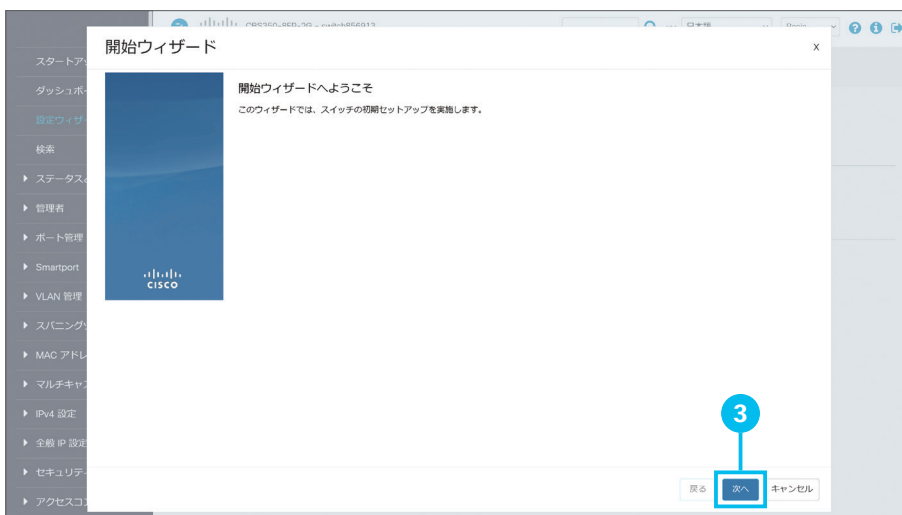 CBS250-8FP-2G - switch856913
日本語
開始ウィザード
X
スタートア
ダッシュボ
設定ウィザ
検索
ステータス
管理者
ポート管理
Smartport
VLAN 管理
スパニング
MAC アドレ
マルチキャ
IPv4 設定
全般 IP 設定
セキュリティ
アクセスコ
開始ウィザードへようこそ
このウィザードでは、スイッチの初期セットアップを実施します。
CISCO
3
戻る
次へ
キャンセル